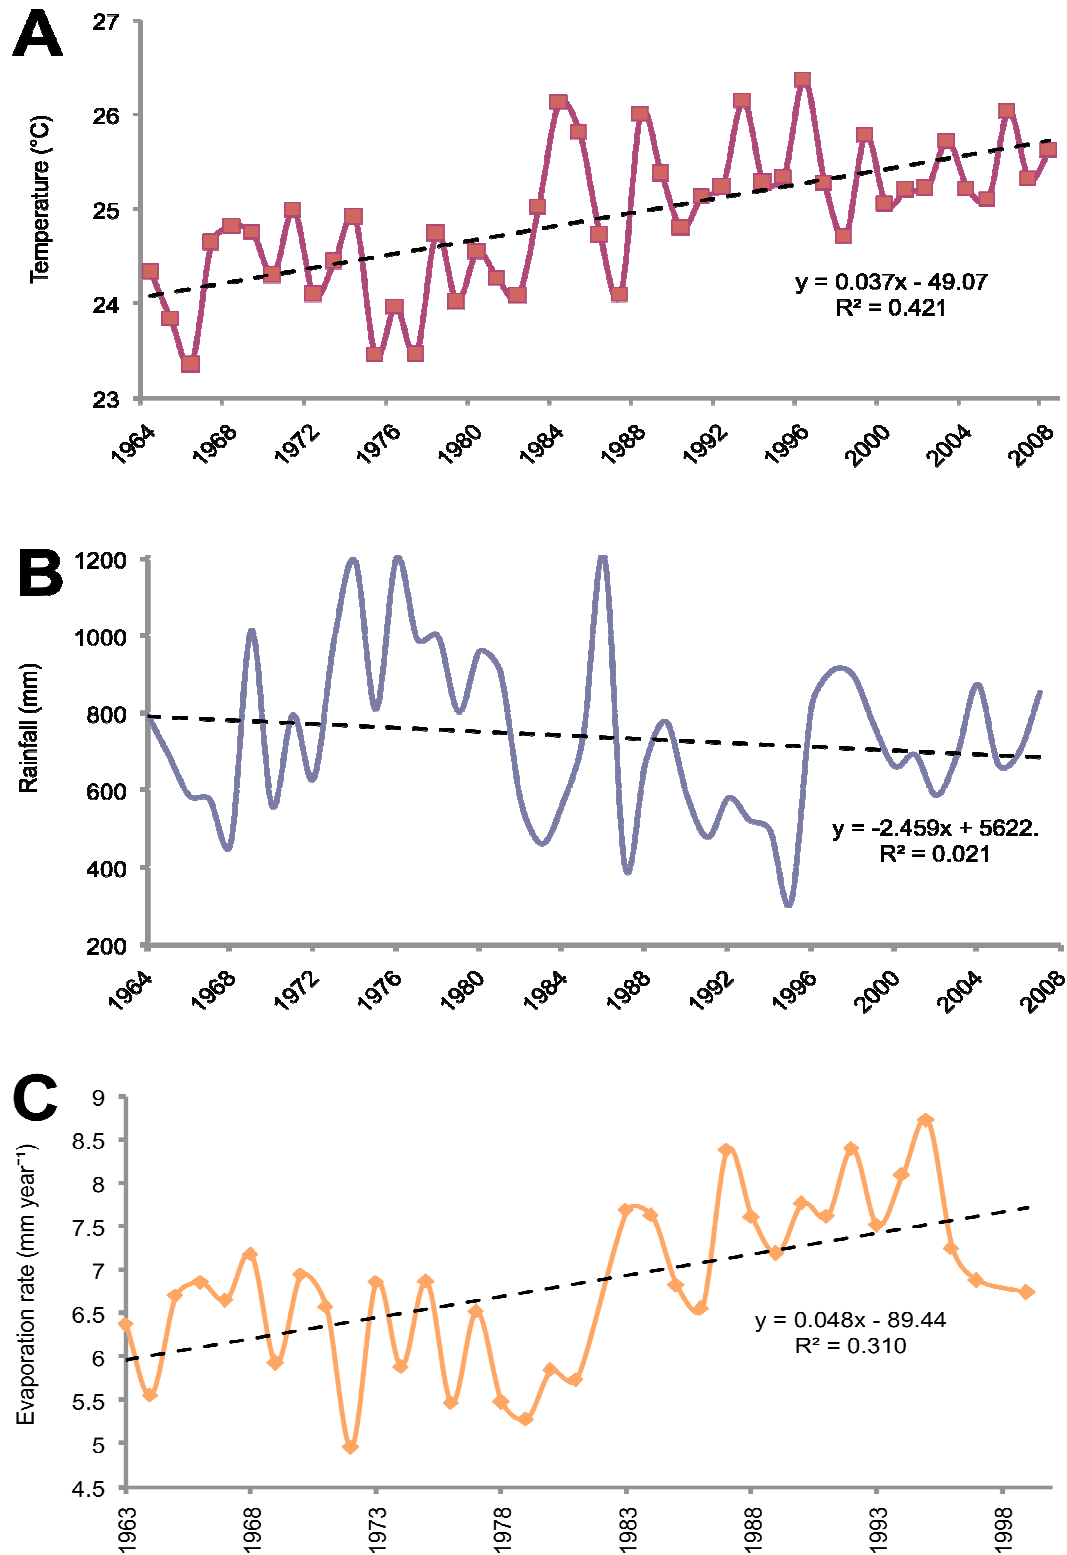 A
27
26
25
24
23
Temperature (°C)
y = 0.037x - 49.07
R² = 0.421
1964 1968 1972 1976 1980 1984 1988 1992 1996 2000 2004 2008
B
1200
1000
800
600
400
200
Rainfall (mm)
y = -2.459x + 5622.
R² = 0.021
1964 1968 1972 1976 1980 1984 1988 1992 1996 2000 2004 2008
C
9
8.5
8
7.5
7
6.5
6
5.5
5
4.5
Evaporation rate (mm year⁻¹)
y = 0.048x - 89.44
R² = 0.310
1963 1968 1973 1978 1983 1988 1993 1998